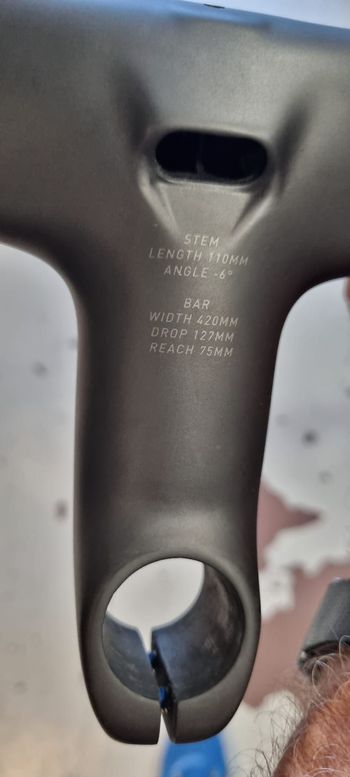 STEM
LENGTH 110MM
ANGLE -6°
BAR
WIDTH 420MM
DROP 127MM
REACH 75MM